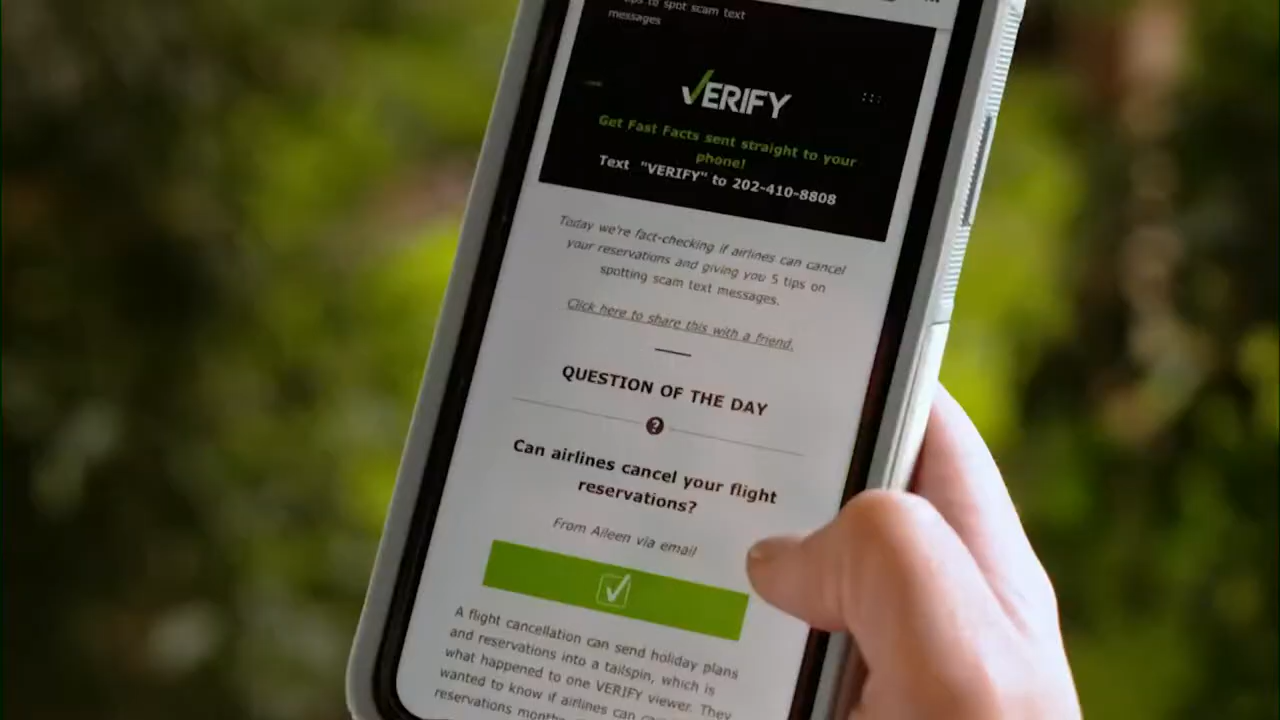 to spot scam text
messages
VERIFY
Get Fast Facts sent straight to your
phone!
Text "VERIFY" to 202-410-8808
Today we're fact-checking if airlines can cancel
your reservations and giving you 5 tips on
spotting scam text messages.
Click here to share this with a friend.
QUESTION OF THE DAY
?
Can airlines cancel your flight
reservations?
From Aileen via email
A flight cancellation can send holiday plans
and reservations into a tailspin, which is
what happened to one VERIFY viewer. They
wanted to know if airlines can
reservations